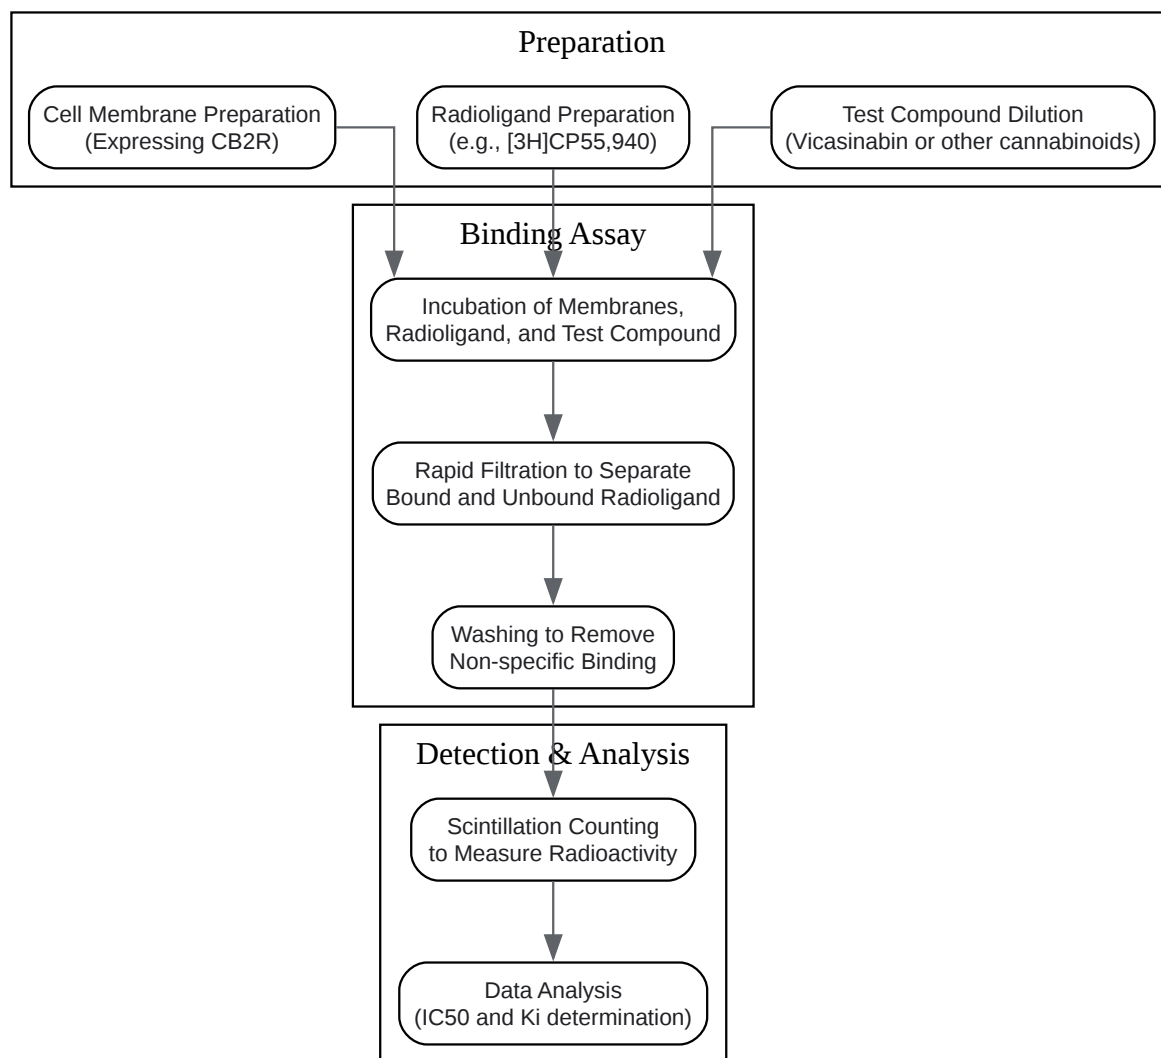 Preparation
Cell Membrane Preparation
(Expressing CB2R)
Radioligand Preparation
(e.g., [3H]CP55,940)
Test Compound Dilution
(Vicasinabin or other cannabinoids)
Binding Assay
Incubation of Membranes,
Radioligand, and Test Compound
Rapid Filtration to Separate
Bound and Unbound Radioligand
Washing to Remove
Non-specific Binding
Detection & Analysis
Scintillation Counting
to Measure Radioactivity
Data Analysis
(IC50 and Ki determination)